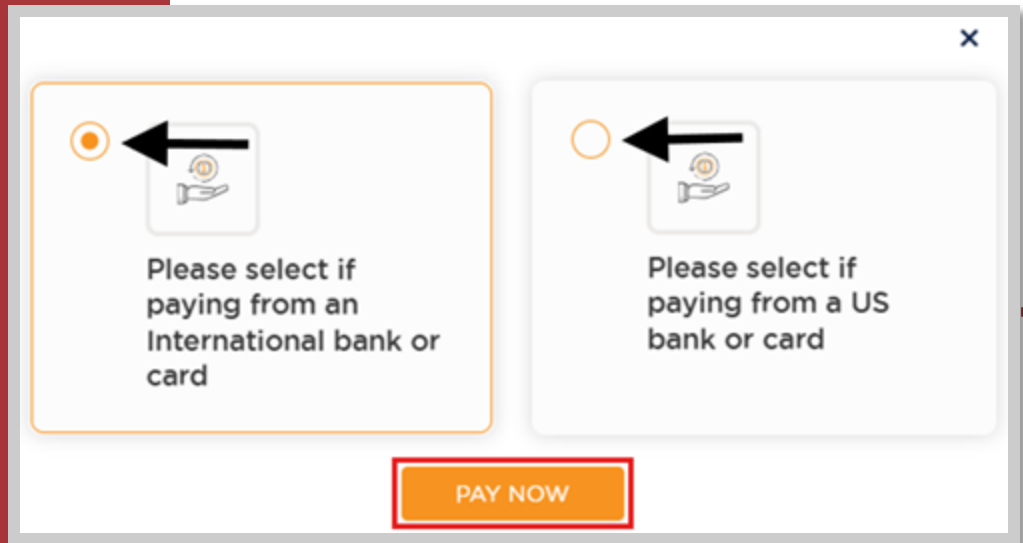 Please select if
paying from an
International bank or
card
Please select if
paying from a US
bank or card
PAY NOW